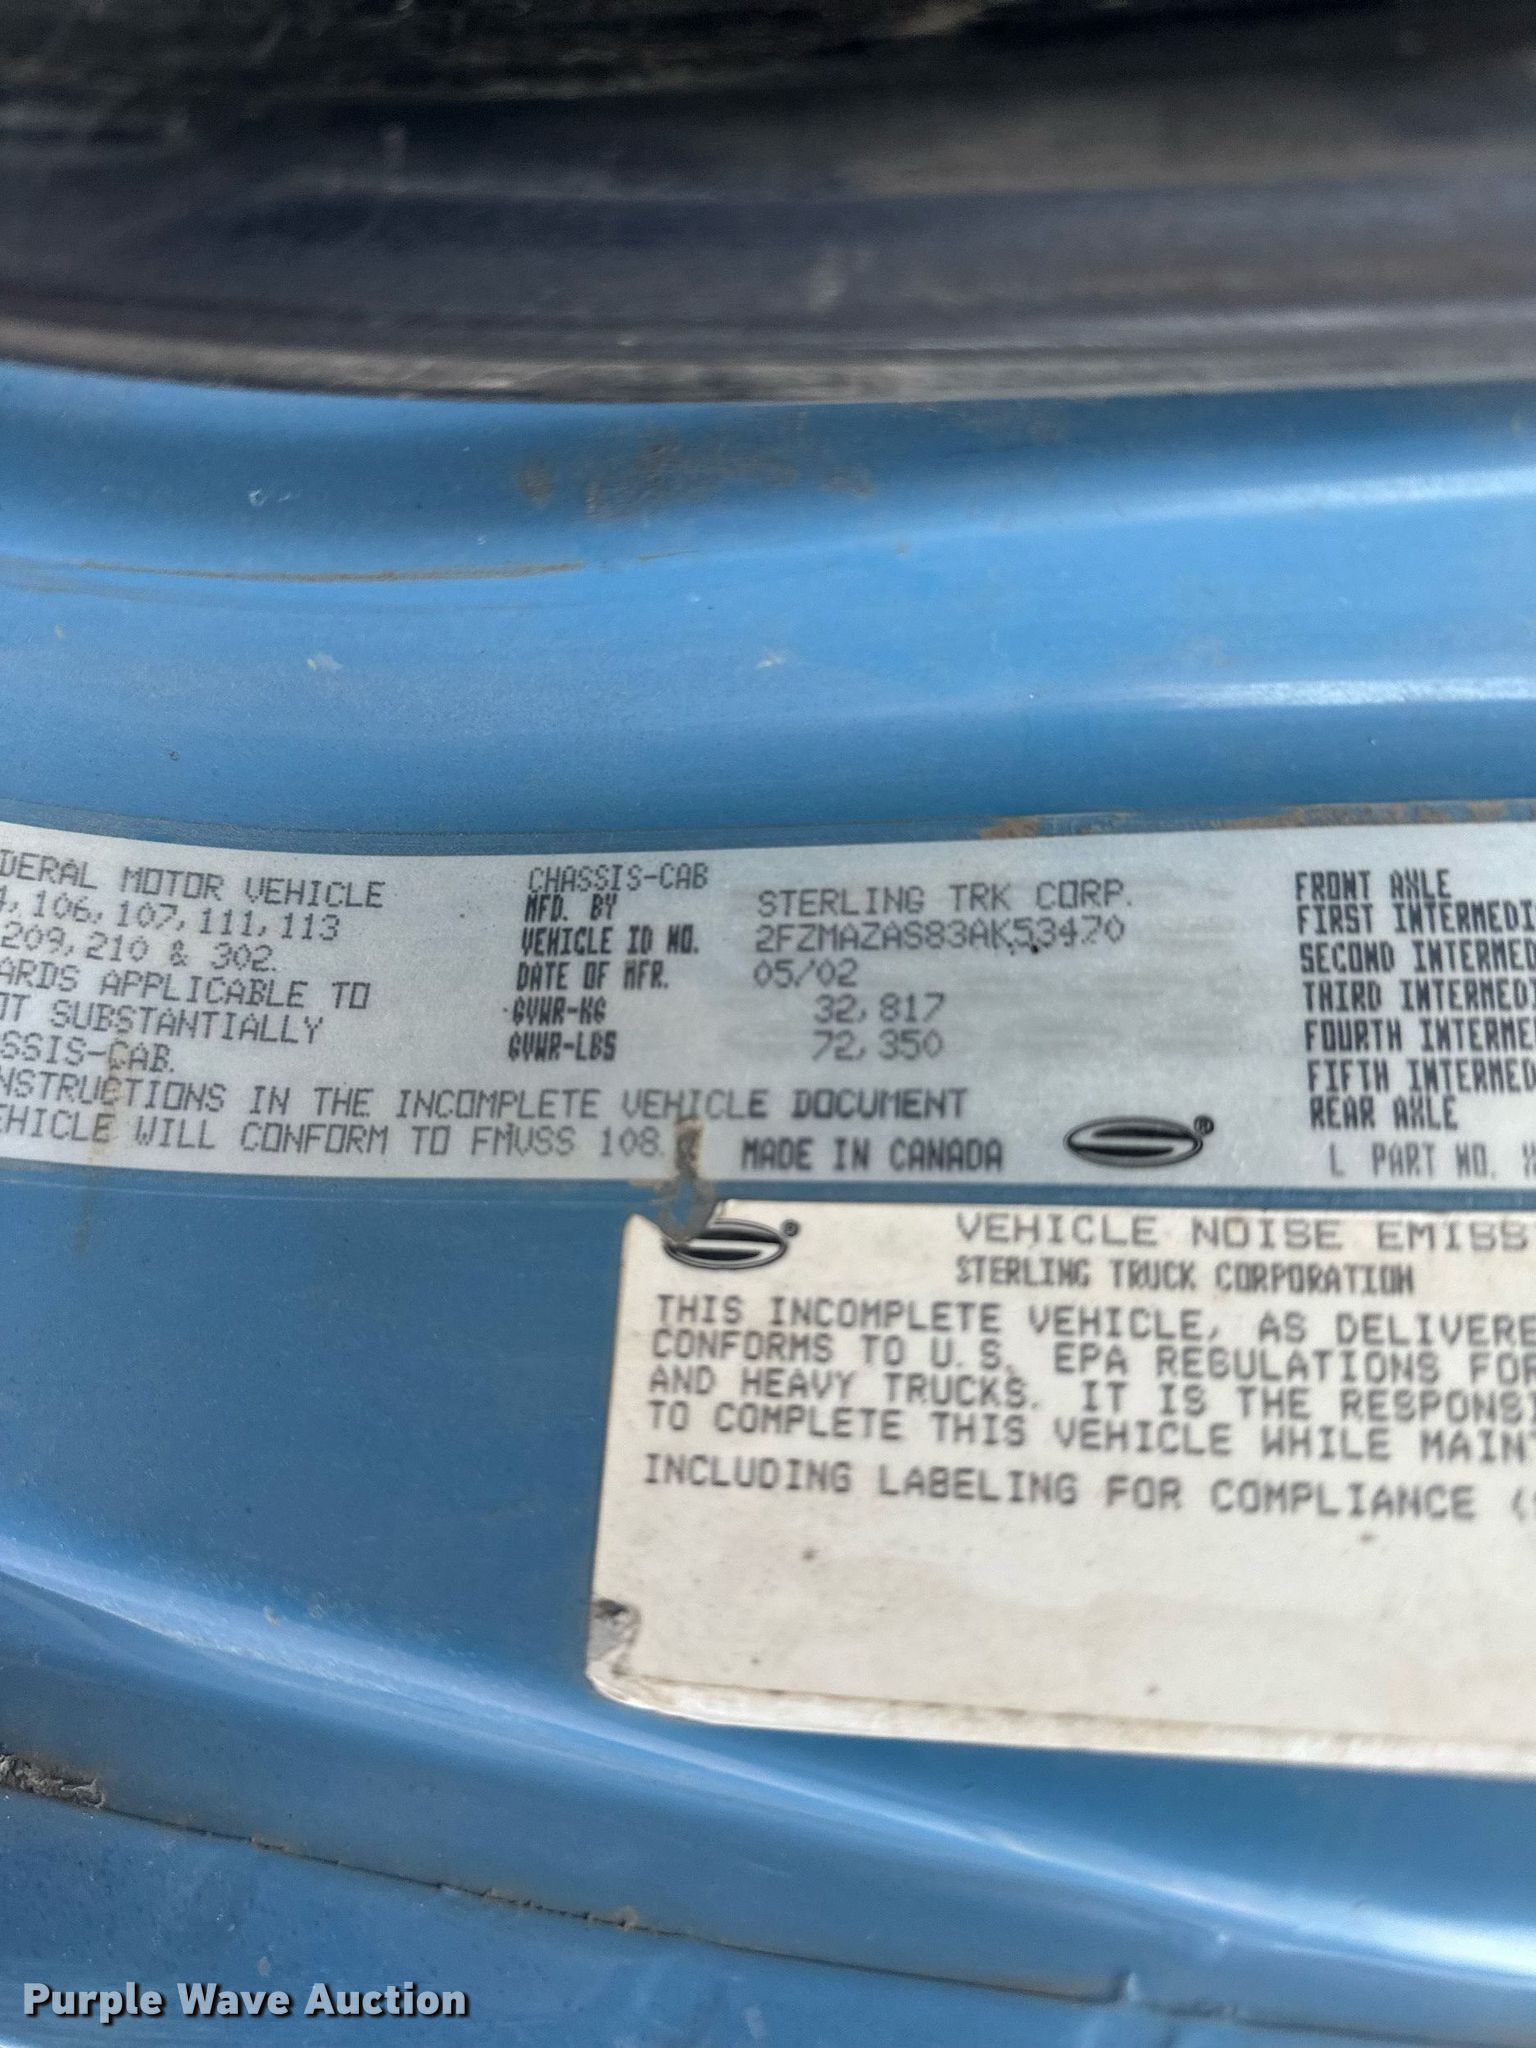 DERAL MOTOR VEHICLE
4, 106, 107, 111, 113
209, 210 & 302.
ARDS APPLICABLE TO
OT SUBSTANTIALLY
SSIS-CAB.
NSTRUCTIONS IN THE INCOMPLETE VEHICLE DOCUMENT
EHICLE WILL CONFORM TO FMVSS 108.
CHASSIS-CAB
MFD. BY STERLING TRK CORP.
VEHICLE ID NO. 2FZMAZAS83AK53470
DATE OF MFR. 05/02
GVWR-KG 32,817
GVWR-LBS 72,350
MADE IN CANADA
FRONT AXLE
FIRST INTERMEDI
SECOND INTERMED
THIRD INTERMEDI
FOURTH INTERME
FIFTH INTERMED
REAR AXLE
L PART NO.
VEHICLE NOISE EMISS
STERLING TRUCK CORPORATION
THIS INCOMPLETE VEHICLE, AS DELIVERE
CONFORMS TO U.S. EPA REGULATIONS FOR
AND HEAVY TRUCKS. IT IS THE RESPONS
TO COMPLETE THIS VEHICLE WHILE MAINT
INCLUDING LABELING FOR COMPLIANCE (
Purple Wave Auction